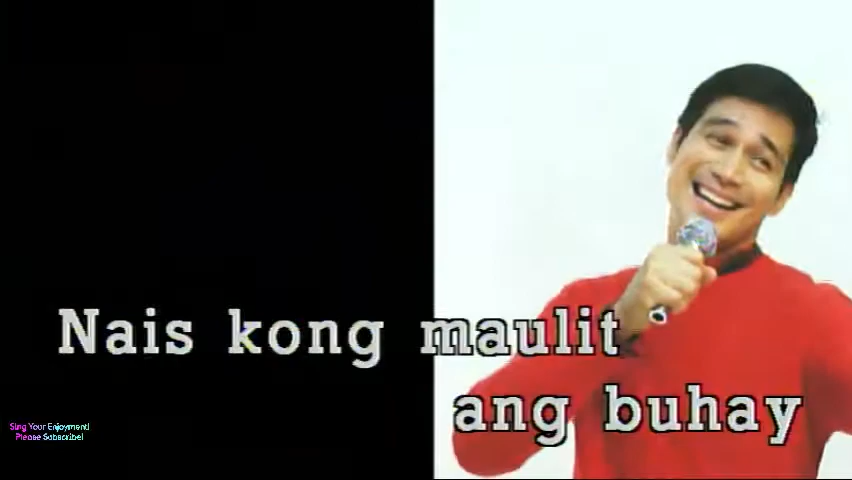 Nais kong maulit
ang buhay
Sing Your Enjoyment!
Please Subscribe!